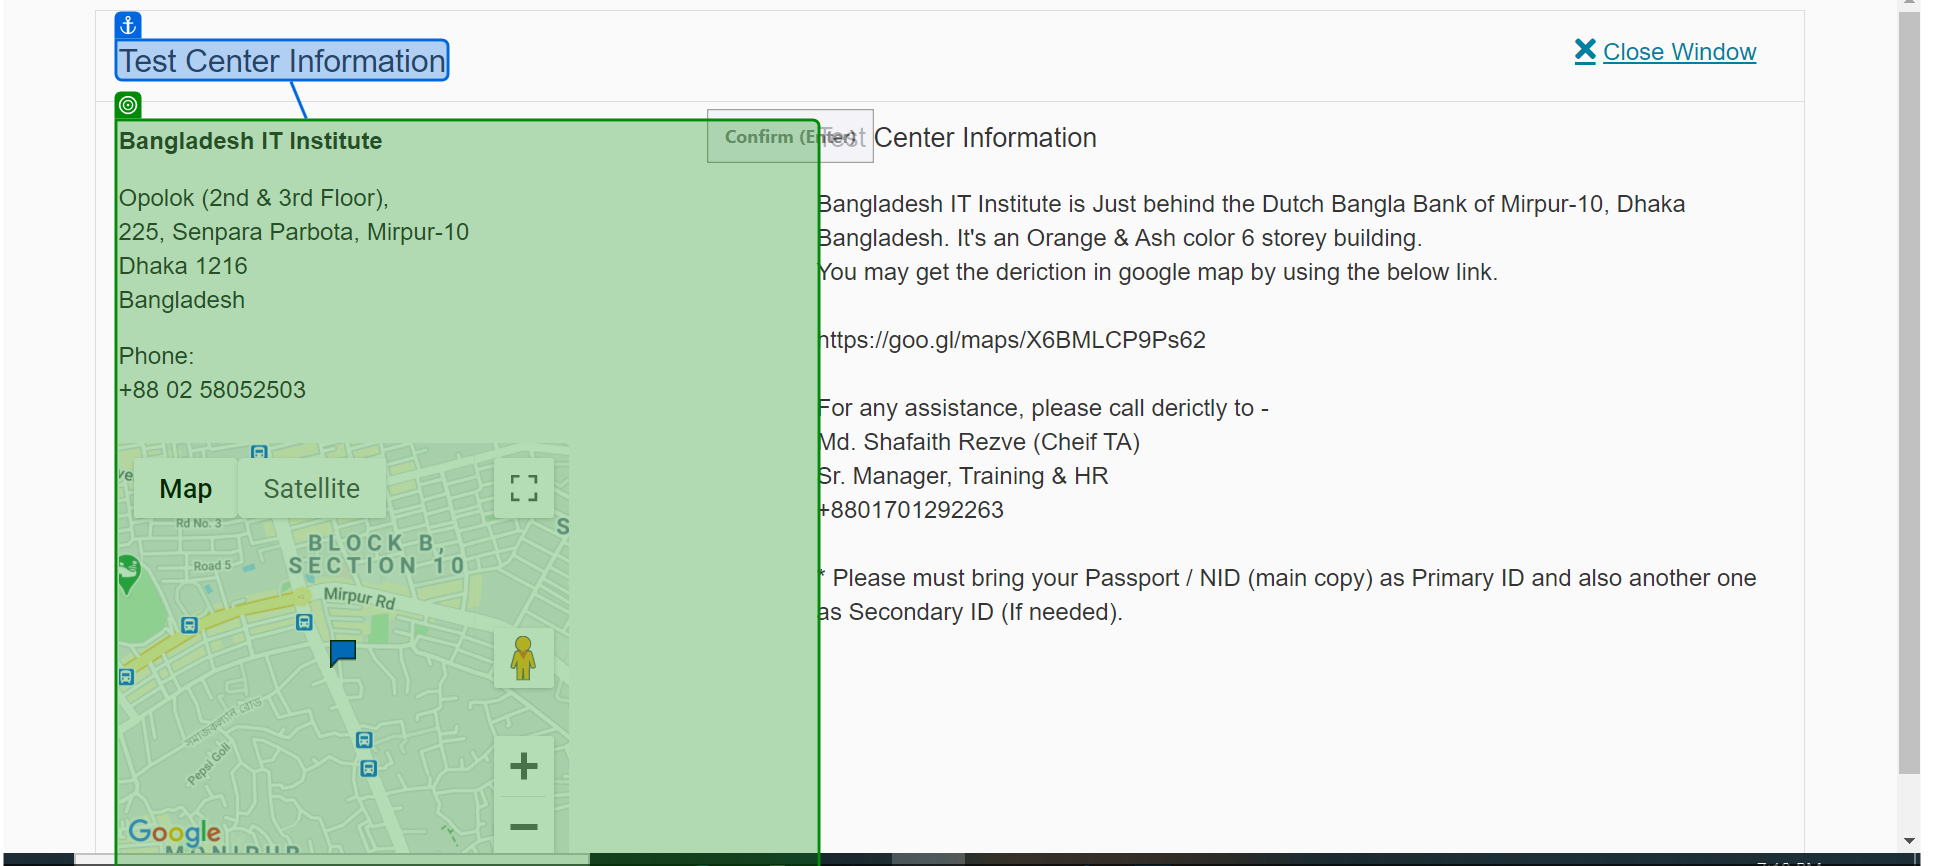 Test Center Information
Close Window
Bangladesh IT Institute
Opolok (2nd & 3rd Floor),
225, Senpara Parbota, Mirpur-10
Dhaka 1216
Bangladesh
Phone:
+88 02 58052503
Map
Satellite
Rd No. 3
BLOCK B,
SECTION 10
Road 5
Mirpur Rd
Pepsi Goli
Google
Confirm (Enter)
Test Center Information
Bangladesh IT Institute is Just behind the Dutch Bangla Bank of Mirpur-10, Dhaka
Bangladesh. It's an Orange & Ash color 6 storey building.
You may get the deriction in google map by using the below link.
https://goo.gl/maps/X6BMLCP9Ps62
For any assistance, please call derictly to -
Md. Shafaith Rezve (Cheif TA)
Sr. Manager, Training & HR
+8801701292263
* Please must bring your Passport / NID (main copy) as Primary ID and also another one
as Secondary ID (If needed).